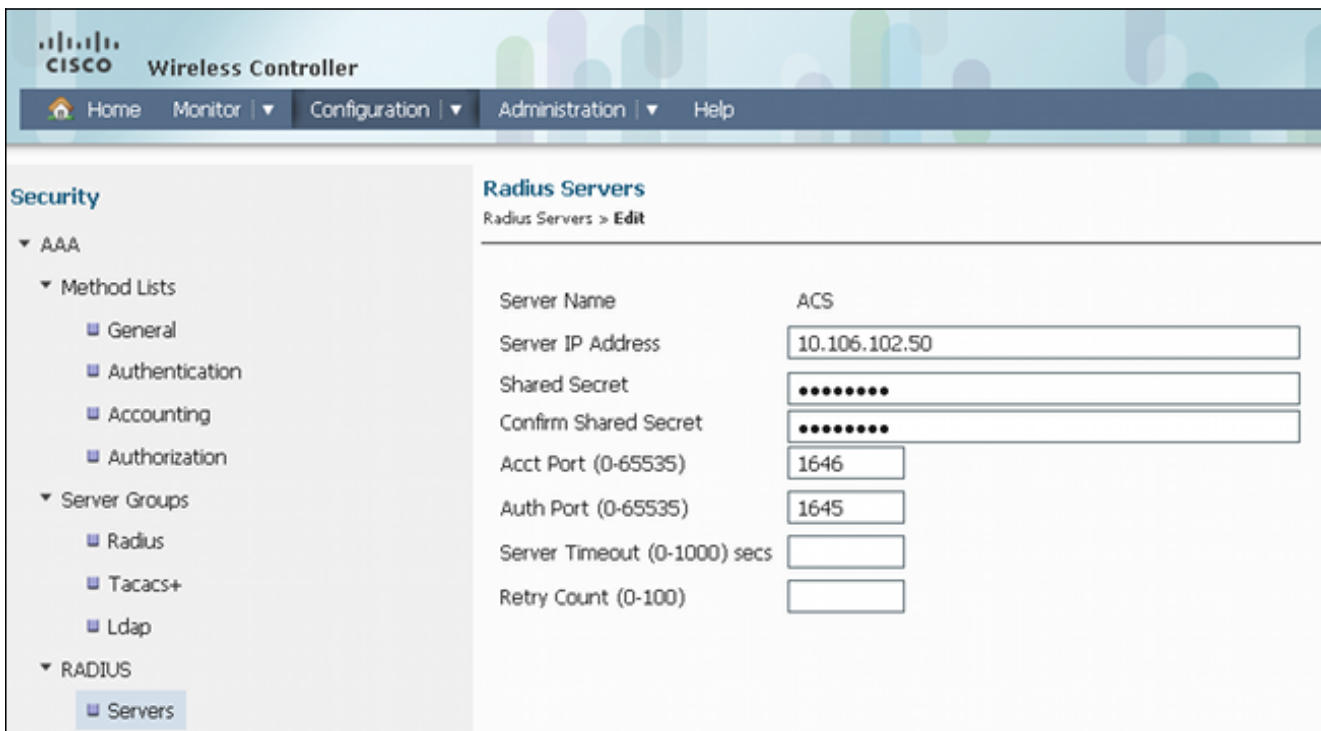 CISCO Wireless Controller
Home Monitor Configuration Administration Help
Security
AAA
Method Lists
General
Authentication
Accounting
Authorization
Server Groups
Radius
Tacacs+
Ldap
RADIUS
Servers
Radius Servers
Radius Servers > Edit
Server Name ACS
Server IP Address 10.106.102.50
Shared Secret ••••••••
Confirm Shared Secret ••••••••
Acct Port (0-65535) 1646
Auth Port (0-65535) 1645
Server Timeout (0-1000) secs
Retry Count (0-100)